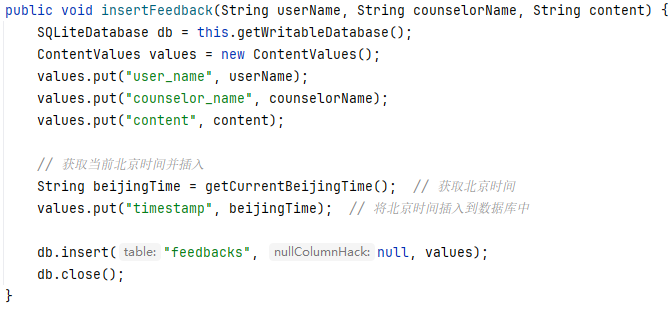 public void insertFeedback(String userName, String counselorName, String content) {
    SQLiteDatabase db = this.getWritableDatabase();
    ContentValues values = new ContentValues();
    values.put("user_name", userName);
    values.put("counselor_name", counselorName);
    values.put("content", content);

    // 获取当前北京时间并插入
    String beijingTime = getCurrentBeijingTime();  // 获取北京时间
    values.put("timestamp", beijingTime);  // 将北京时间插入到数据库中

    db.insert( table: "feedbacks", nullColumnHack: null, values);
    db.close();
}